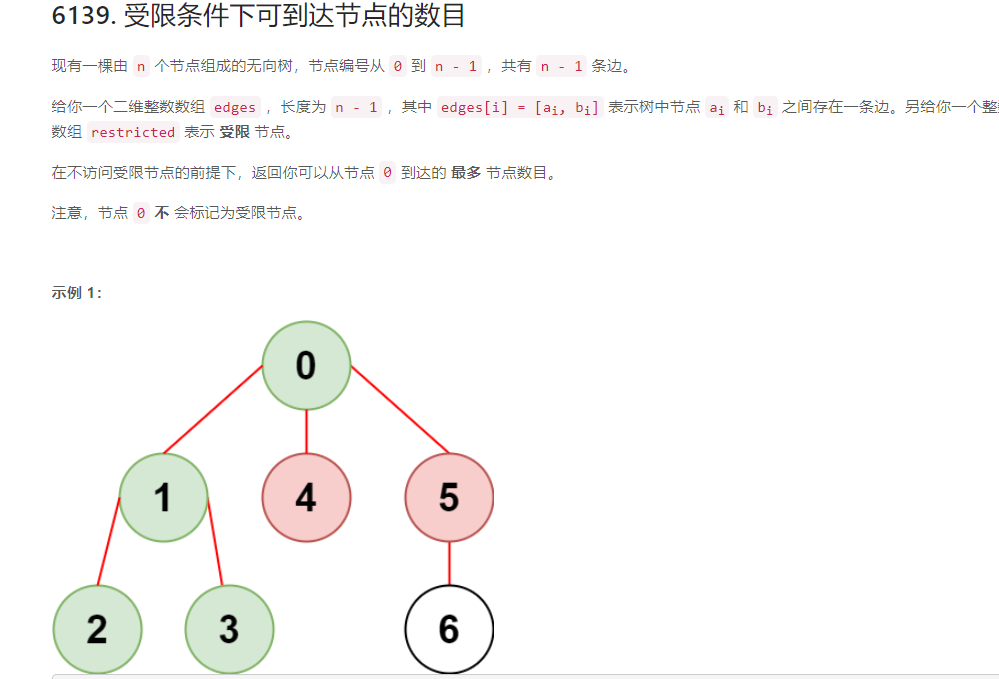 6139. 受限条件下可到达节点的数目
现有一棵由 n 个节点组成的无向树，节点编号从 0 到 n - 1 ，共有 n - 1 条边。
给你一个二维整数数组 edges ，长度为 n - 1 ，其中 edges[i] = [ai, bi] 表示树中节点 ai 和 bi 之间存在一条边。另给你一个整
数组 restricted 表示 受限 节点。
在不访问受限节点的前提下，返回你可以从节点 0 到达的 最多 节点数目。
注意，节点 0 不 会标记为受限节点。
示例 1：
0
1 4 5
2 3 6